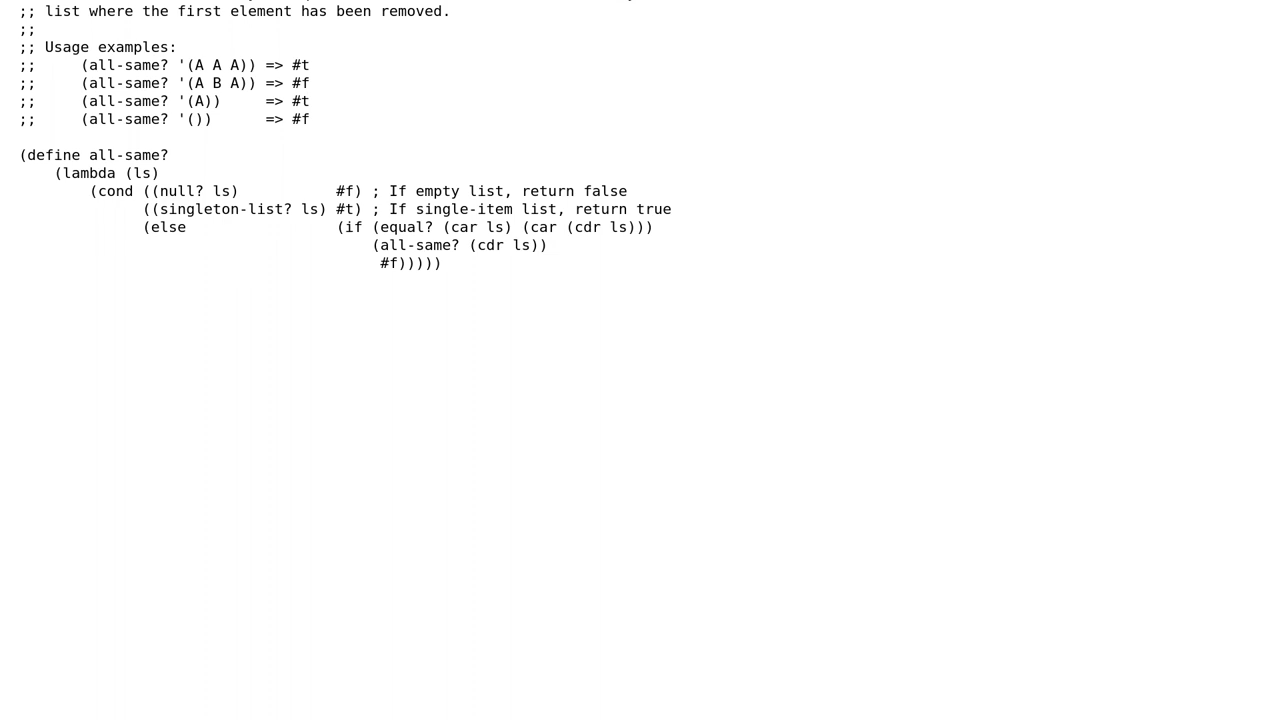 ;; list where the first element has been removed.
;;
;; Usage examples:
;;     (all-same? '(A A A)) => #t
;;     (all-same? '(A B A)) => #f
;;     (all-same? '(A))     => #t
;;     (all-same? '())      => #f

(define all-same?
    (lambda (ls)
        (cond ((null? ls)           #f) ; If empty list, return false
              ((singleton-list? ls) #t) ; If single-item list, return true
              (else                 (if (equal? (car ls) (car (cdr ls)))
                                        (all-same? (cdr ls))
                                         #f)))))